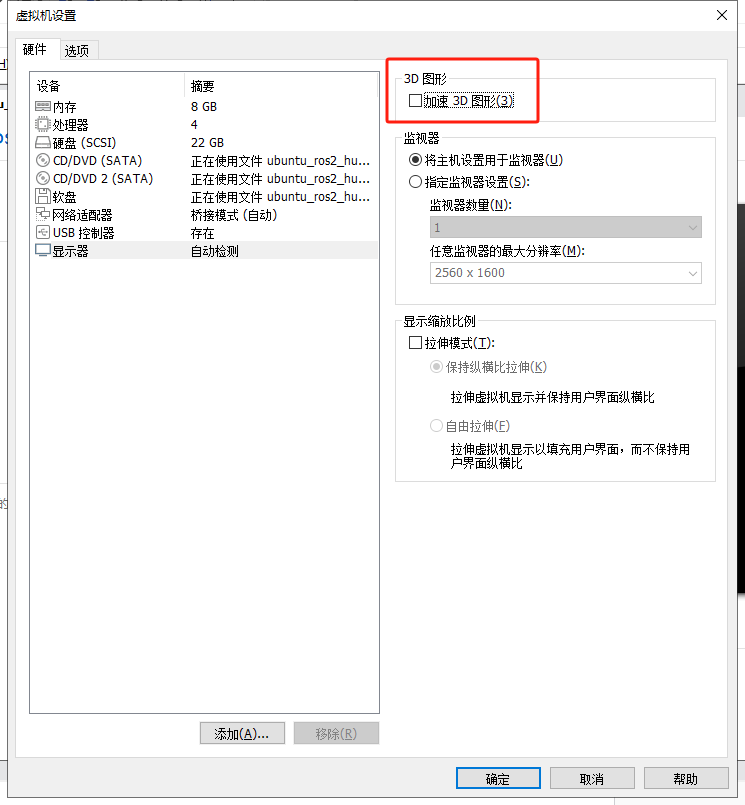 虚拟机设置
硬件 选项
设备 摘要
内存 8 GB
处理器 4
硬盘 (SCSI) 22 GB
CD/DVD (SATA) 正在使用文件 ubuntu_ros2_hu...
CD/DVD 2 (SATA) 正在使用文件 ubuntu_ros2_hu...
软盘 正在使用文件 ubuntu_ros2_hu...
网络适配器 桥接模式 (自动)
USB 控制器 存在
显示器 自动检测
添加(A)... 移除(R)
3D 图形
加速 3D 图形(3)
监视器
将主机设置用于监视器(U)
指定监视器设置(S):
监视器数量(N):
1
任意监视器的最大分辨率(M):
2560 x 1600
显示缩放比例
拉伸模式(T):
保持纵横比拉伸(K)
拉伸虚拟机显示并保持用户界面纵横比
自由拉伸(F)
拉伸虚拟机显示以填充用户界面，而不保持用
户界面纵横比
确定 取消 帮助
的